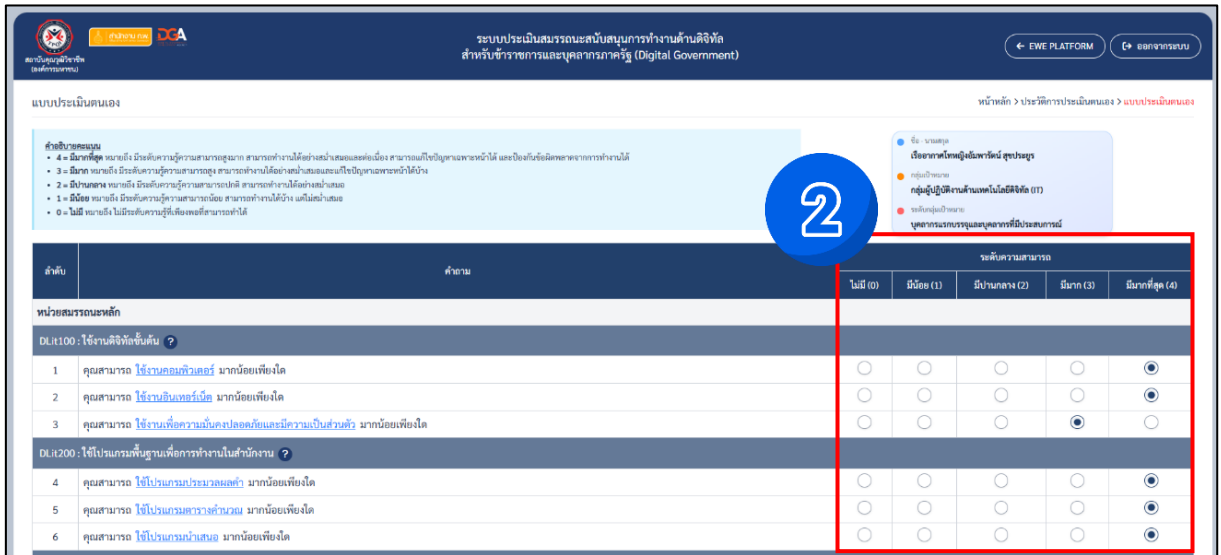 สถาบันคุณวุฒิวิชาชีพ
(องค์การมหาชน)
สำนักงาน ก.พ.
DGA
ระบบประเมินสมรรถนะสนับสนุนการทำงานด้านดิจิทัล
สำหรับข้าราชการและบุคลากรภาครัฐ (Digital Government)
← EWE PLATFORM
ออกจากระบบ
แบบประเมินตนเอง
หน้าหลัก > ประวัติการประเมินตนเอง > แบบประเมินตนเอง
คำอธิบายคะแนน
• 4 = มีมากที่สุด หมายถึง มีระดับความรู้ความสามารถสูงมาก สามารถทำงานได้อย่างสม่ำเสมอและต่อเนื่อง สามารถแก้ไขปัญหาเฉพาะหน้าได้ และป้องกันข้อผิดพลาดจากการทำงานได้
• 3 = มีมาก หมายถึง มีระดับความรู้ความสามารถสูง สามารถทำงานได้อย่างสม่ำเสมอและแก้ไขปัญหาเฉพาะหน้าได้บ้าง
• 2 = มีปานกลาง หมายถึง มีระดับความรู้ความสามารถปกติ สามารถทำงานได้อย่างสม่ำเสมอ
• 1 = มีน้อย หมายถึง มีระดับความรู้ความสามารถน้อย สามารถทำงานได้บ้าง แต่ไม่สม่ำเสมอ
• 0 = ไม่มี หมายถึง ไม่มีระดับความรู้ที่เพียงพอที่สามารถทำได้
ชื่อ - นามสกุล
เรืออากาศโทหญิงอัมพารัตน์ สุขประยูร
กลุ่มเป้าหมาย
กลุ่มผู้ปฏิบัติงานด้านเทคโนโลยีดิจิทัล (IT)
ระดับกลุ่มเป้าหมาย
บุคลากรแรกบรรจุและบุคลากรที่มีประสบการณ์
2
ลำดับ
คำถาม
ระดับความสามารถ
ไม่มี (0) มีน้อย (1) มีปานกลาง (2) มีมาก (3) มีมากที่สุด (4)
หน่วยสมรรถนะหลัก
DLit100 : ใช้งานดิจิทัลขั้นต้น ?
1 คุณสามารถ ใช้งานคอมพิวเตอร์ มากน้อยเพียงใด
2 คุณสามารถ ใช้งานอินเทอร์เน็ต มากน้อยเพียงใด
3 คุณสามารถ ใช้งานเพื่อความมั่นคงปลอดภัยและมีความเป็นส่วนตัว มากน้อยเพียงใด
DLit200 : ใช้โปรแกรมพื้นฐานเพื่อการทำงานในสำนักงาน ?
4 คุณสามารถ ใช้โปรแกรมประมวลผลคำ มากน้อยเพียงใด
5 คุณสามารถ ใช้โปรแกรมตารางคำนวณ มากน้อยเพียงใด
6 คุณสามารถ ใช้โปรแกรมนำเสนอ มากน้อยเพียงใด